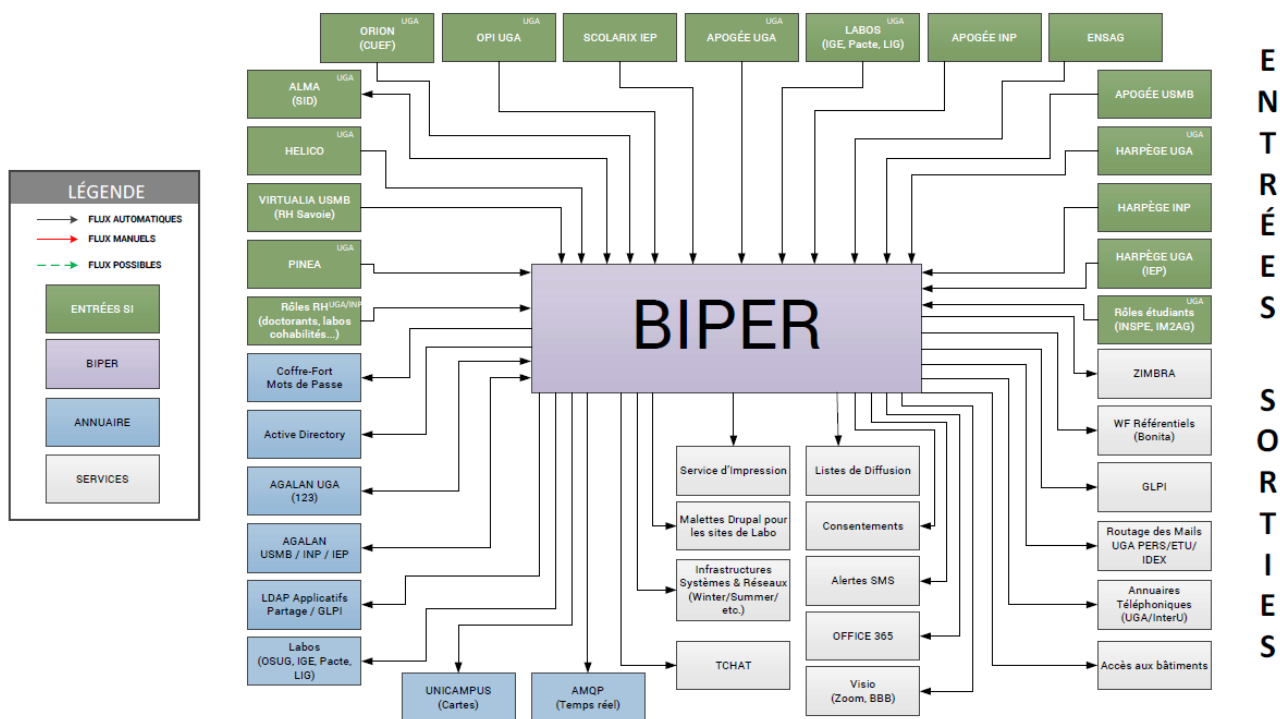 ORION
(CUEF)
UGA
OPI UGA
UGA
SCOLARIX IEP
APOGÉE UGA
UGA
LABOS
(IGE, Pacte, LIG)
UGA
APOGÉE INP
ENSAG
ALMA
(SID)
UGA
HELICO
UGA
VIRTUALIA USMB
(RH Savoie)
PINEA
UGA
Rôles RH
(doctorants, labos
cohabilités...)
UGA/INP
APOGÉE USMB
HARPÈGE UGA
UGA
HARPÈGE INP
HARPÈGE UGA
(IEP)
UGA
Rôles étudiants
(INSPE, IM2AG)
UGA
ENTRÉES
SORTIES
LÉGENDE
FLUX AUTOMATIQUES
FLUX MANUELS
FLUX POSSIBLES
ENTRÉES SI
BIPER
ANNUAIRE
SERVICES
BIPER
Coffre-Fort
Mots de Passe
Active Directory
AGALAN UGA
(123)
AGALAN
USMB / INP / IEP
LDAP Applicatifs
Partage / GLPI
Labos
(OSUG, IGE, Pacte,
LIG)
UNICAMPUS
(Cartes)
AMQP
(Temps réel)
Service d'Impression
Malettes Drupal pour
les sites de Labo
Infrastructures
Systèmes & Réseaux
(Winter/Summer/
etc.)
TCHAT
Listes de Diffusion
Consentements
Alertes SMS
OFFICE 365
Visio
(Zoom, BBB)
ZIMBRA
WF Référentiels
(Bonita)
GLPI
Routage des Mails
UGA PERS/ETU/
IDEX
Annuaires
Téléphoniques
(UGA/InterU)
Accès aux bâtiments